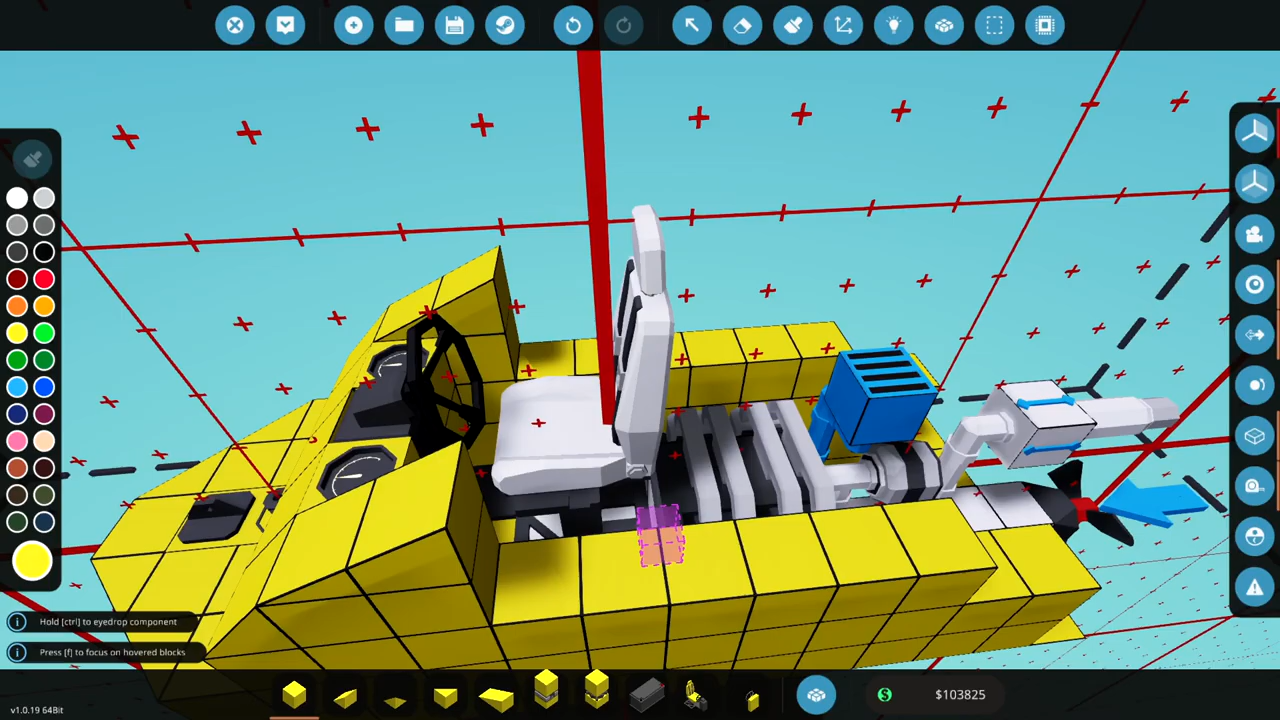 Hold [ctrl] to eyedrop component
Press [f] to focus on hovered blocks
$103825
v1.0.19 64Bit